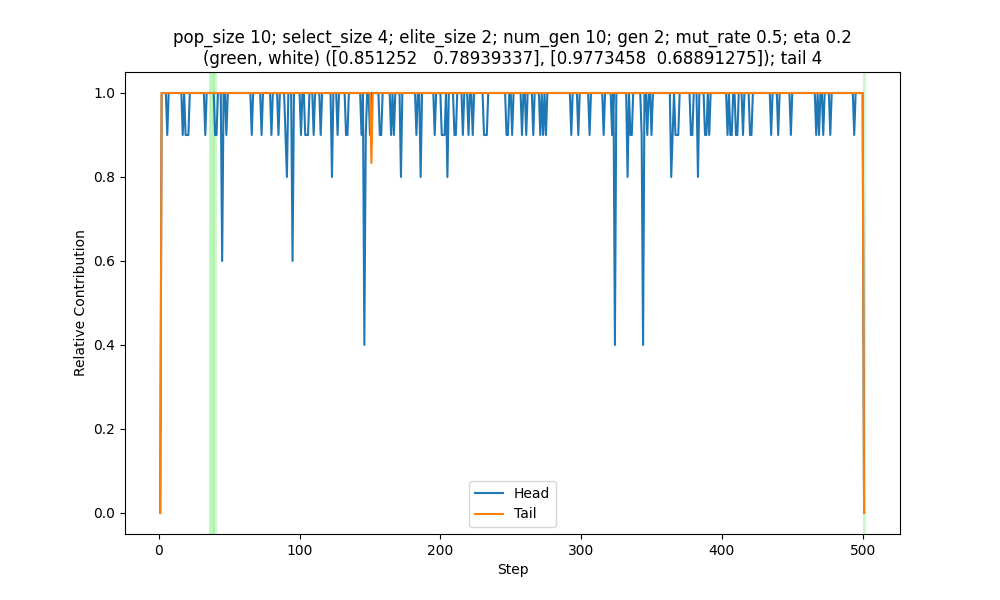 pop_size 10; select_size 4; elite_size 2; num_gen 10; gen 2; mut_rate 0.5; eta 0.2
(green, white) ([0.851252   0.78939337], [0.9773458  0.68891275]); tail 4
1.0
0.8
0.6
0.4
0.2
0.0
Relative Contribution
Head
Tail
0
100
200
300
400
500
Step